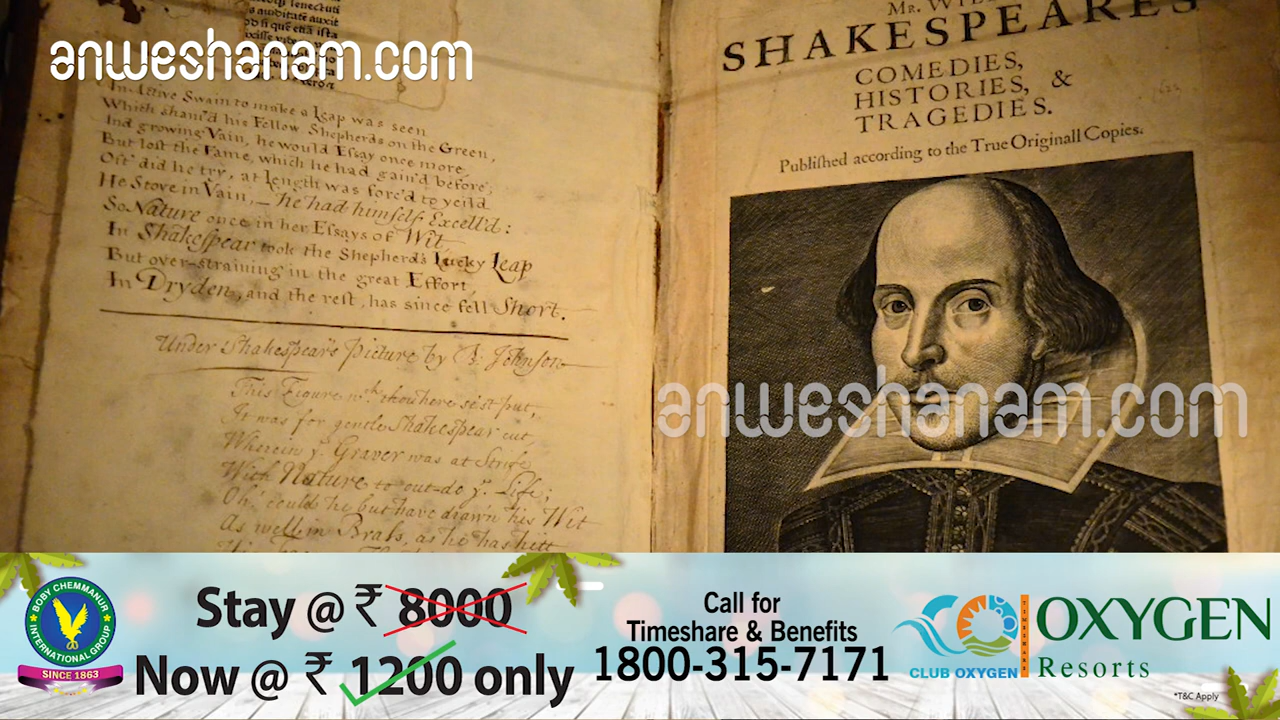 anweshanam.com
In Active Swain to make a Leap was seen
Which sham'd his Fellow Shepherds on the Green,
And growing Vain, he would Essay once more
But lost the Fame, which he had gain'd before;
Oft' did he try, at Length was forc'd to yeild
He Stove in Vain,— he had himself Excell'd:
So Nature once in her Essays of Wit
In Shakespear took the Shepherd's Lucky Leap
But over-straining in the great Effort,
In Dryden, and the rest, has since fell Short.
Under Shakespear's Picture by B: Johnson
This Figure wch. thou here seest put,
It was for gentle Shakespear cut,
Wherein ye. Graver was at Strife
With Nature to out-do ye. Life;
Oh! could he but have drawn his Wit
As well in Brass, as he has hitt
Mr. WIL
SHAKESPEARES
COMEDIES,
HISTORIES, &
TRAGEDIES.
Publiſhed according to the True Originall Copies.
anweshanam.com
BOBY CHEMMANUR
INTERNATIONAL GROUP
SINCE 1863
Stay @ ₹ 8000
Now @ ₹ 1200 only
Call for
Timeshare & Benefits
1800-315-7171
CLUB OXYGEN
TIMESHARE
OXYGEN
Resorts
*T&C Apply